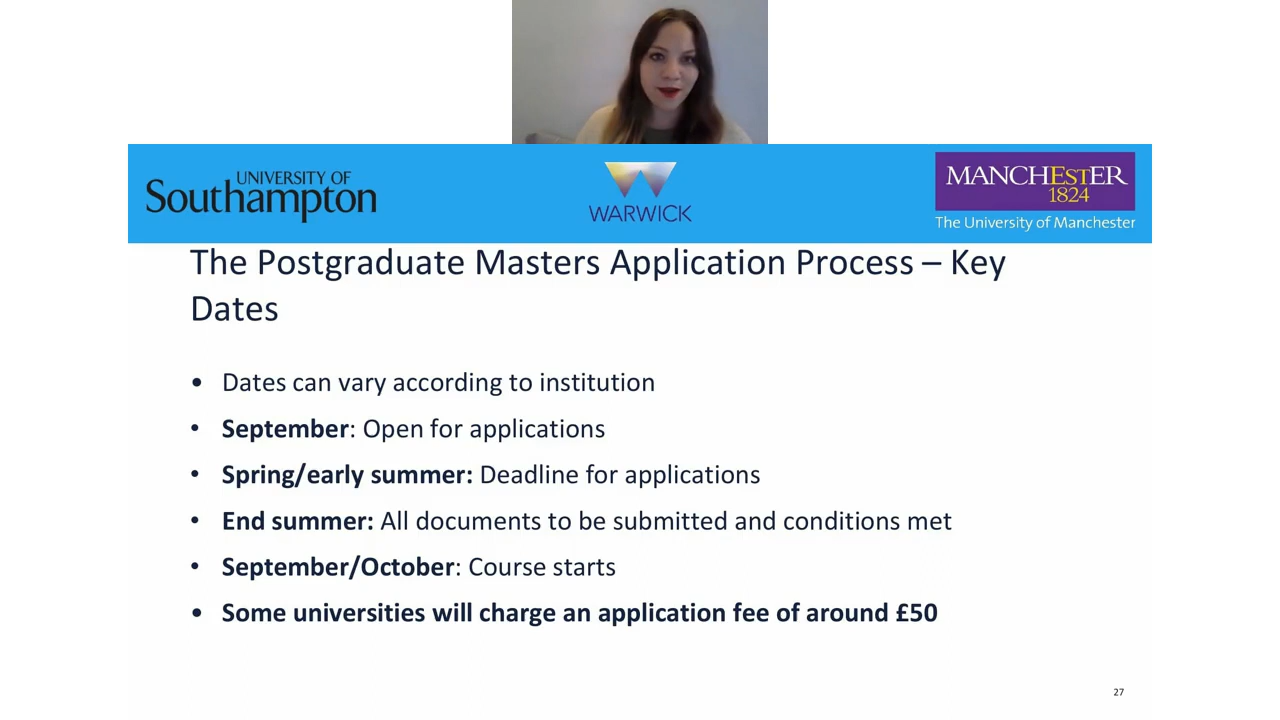 UNIVERSITY OF
Southampton
WARWICK
MANCHESTER
1824
The University of Manchester
The Postgraduate Masters Application Process – Key
Dates
• Dates can vary according to institution
• September: Open for applications
• Spring/early summer: Deadline for applications
• End summer: All documents to be submitted and conditions met
• September/October: Course starts
• Some universities will charge an application fee of around £50
27